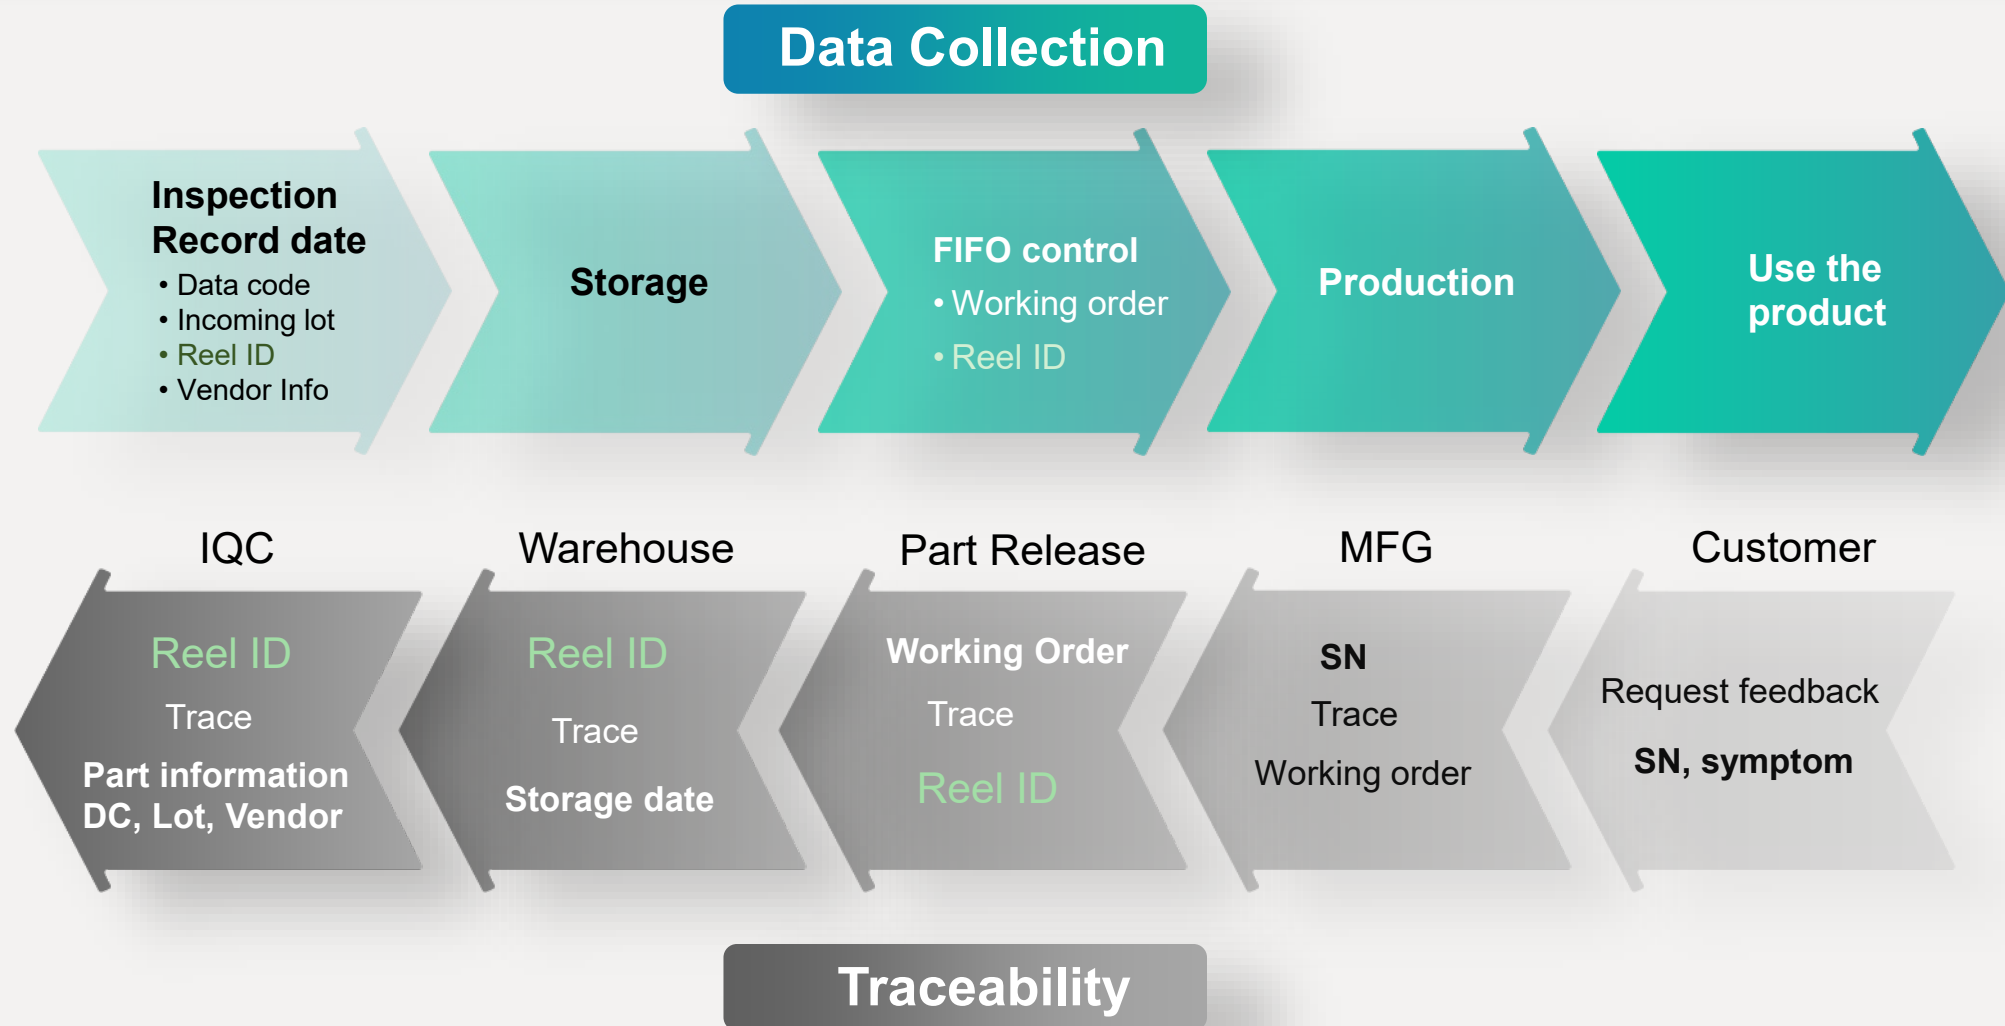 Data Collection
Inspection
Record date
• Data code
• Incoming lot
• Reel ID
• Vendor Info
Storage
FIFO control
• Working order
• Reel ID
Production
Use the
product
IQC
Warehouse
Part Release
MFG
Customer
Reel ID
Trace
Part information
DC, Lot, Vendor
Reel ID
Trace
Storage date
Working Order
Trace
Reel ID
SN
Trace
Working order
Request feedback
SN, symptom
Traceability